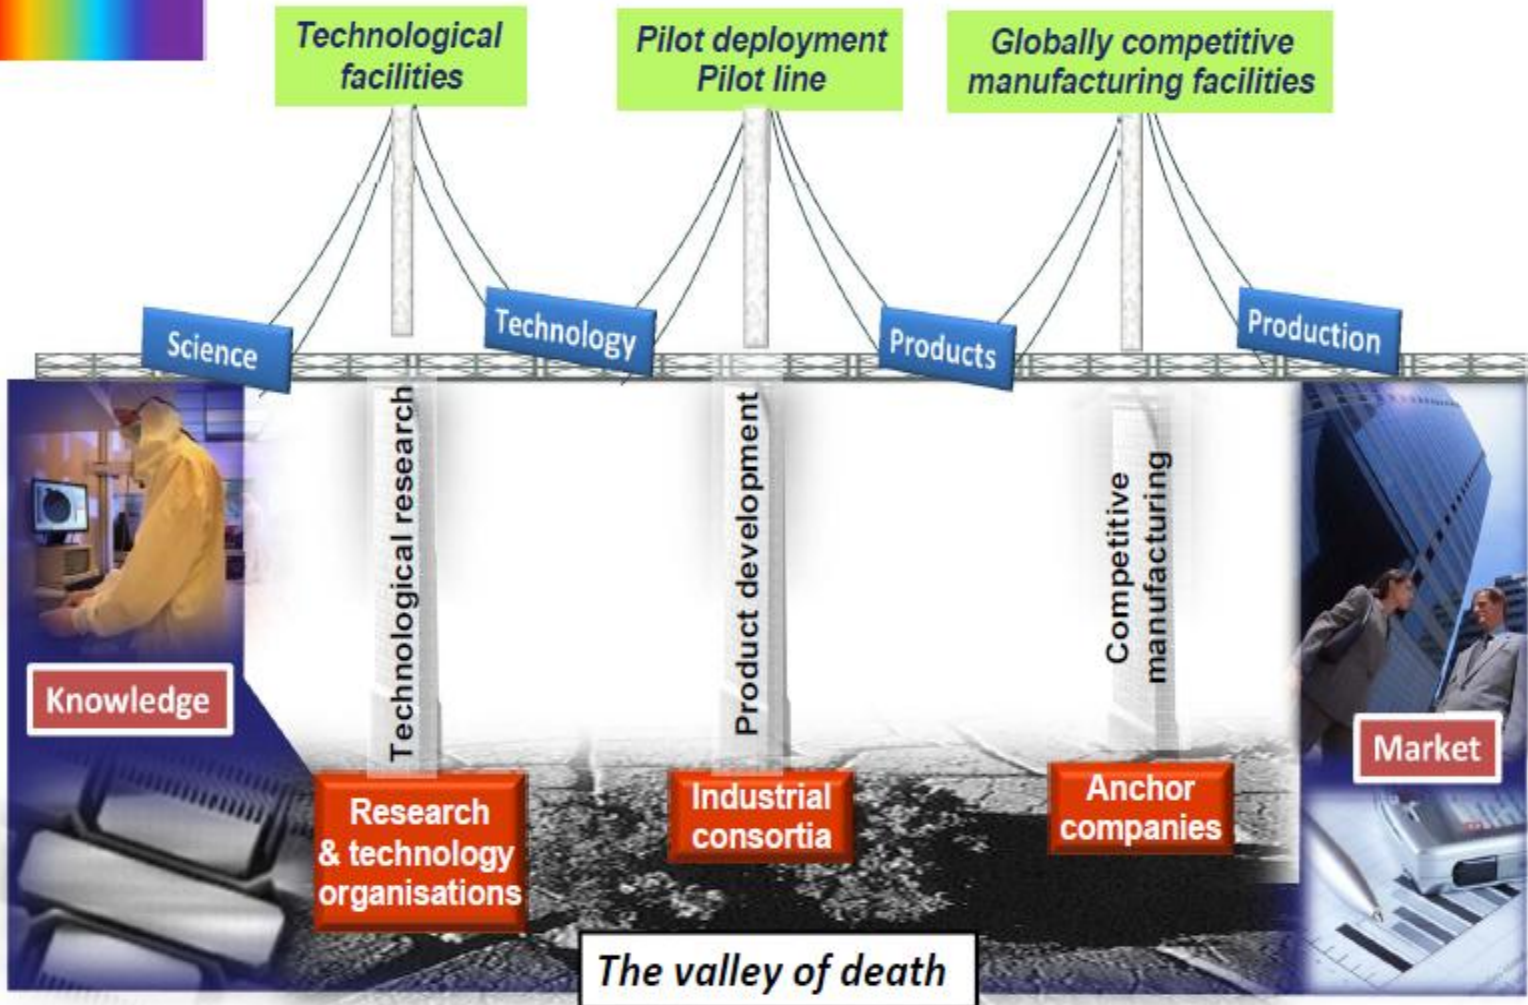 Technological
facilities
Pilot deployment
Pilot line
Globally competitive
manufacturing facilities
Science
Technology
Products
Production
Technological research
Product development
Competitive
manufacturing
Knowledge
Market
Research
& technology
organisations
Industrial
consortia
Anchor
companies
The valley of death